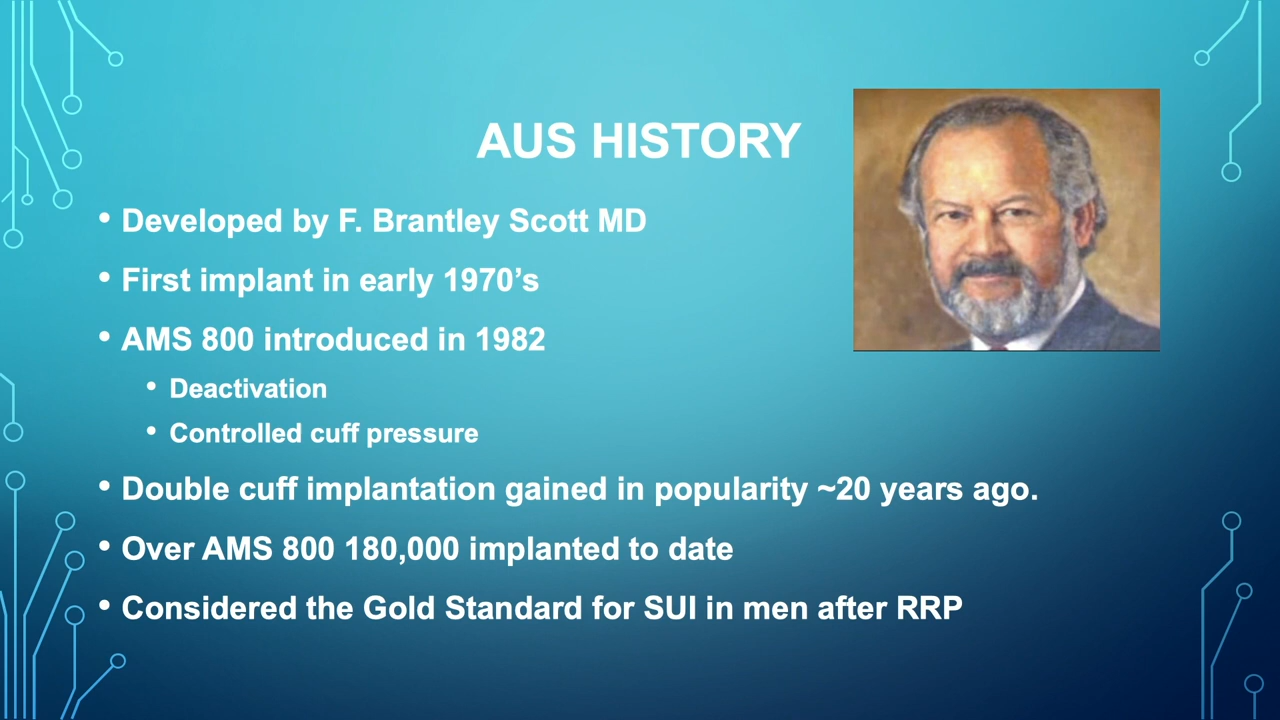 AUS HISTORY
• Developed by F. Brantley Scott MD
• First implant in early 1970’s
• AMS 800 introduced in 1982
• Deactivation
• Controlled cuff pressure
• Double cuff implantation gained in popularity ~20 years ago.
• Over AMS 800 180,000 implanted to date
• Considered the Gold Standard for SUI in men after RRP